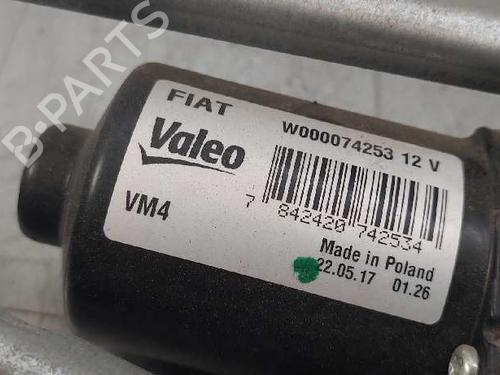 B-PARTS
FIAT
W000074253 12 V
Valeo
VM4
7 842420 742534
Made in Poland
22.05.17 01.26